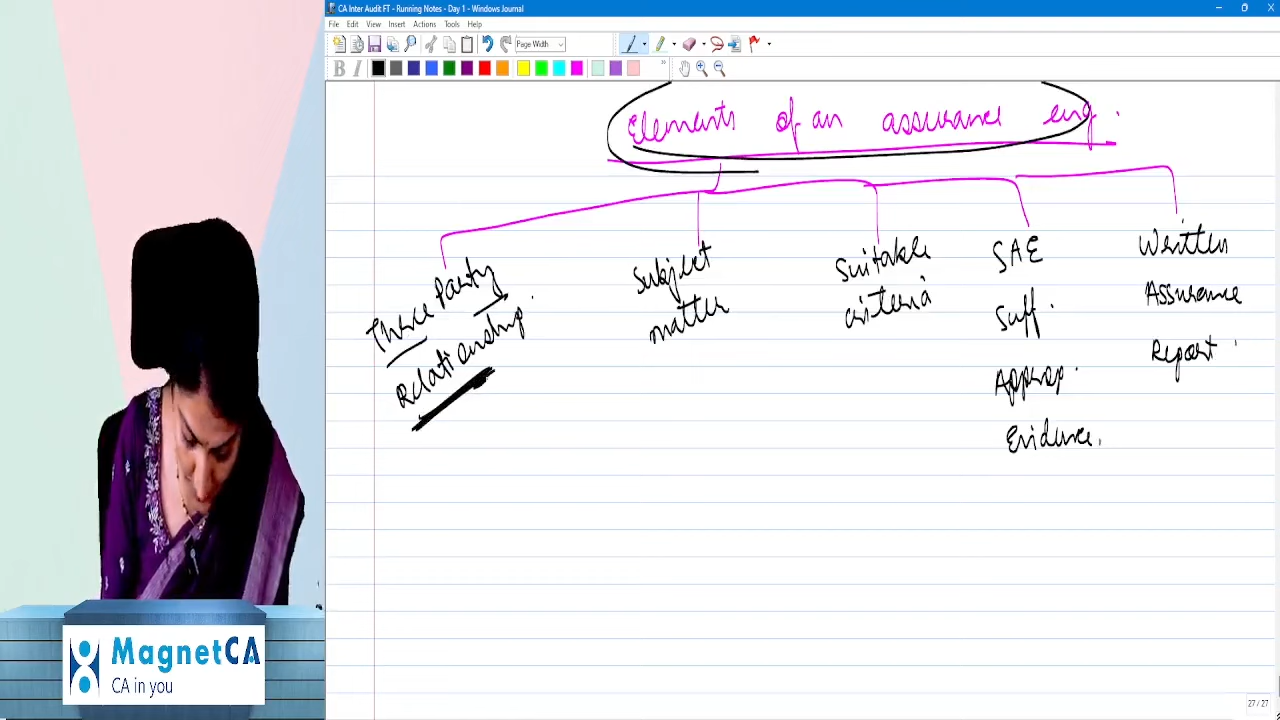 CA Inter Audit FT - Running Notes - Day 1 - Windows Journal
File Edit View Insert Actions Tools Help
Page Width
B I
Elements of an assurance eng.
Three Party
Relationship.
Subject
matter
Suitable
criteria
SAE
Suff.
Approp.
Evidence.
Written
Assurance
Report.
MagnetCA
CA in you
27 / 27